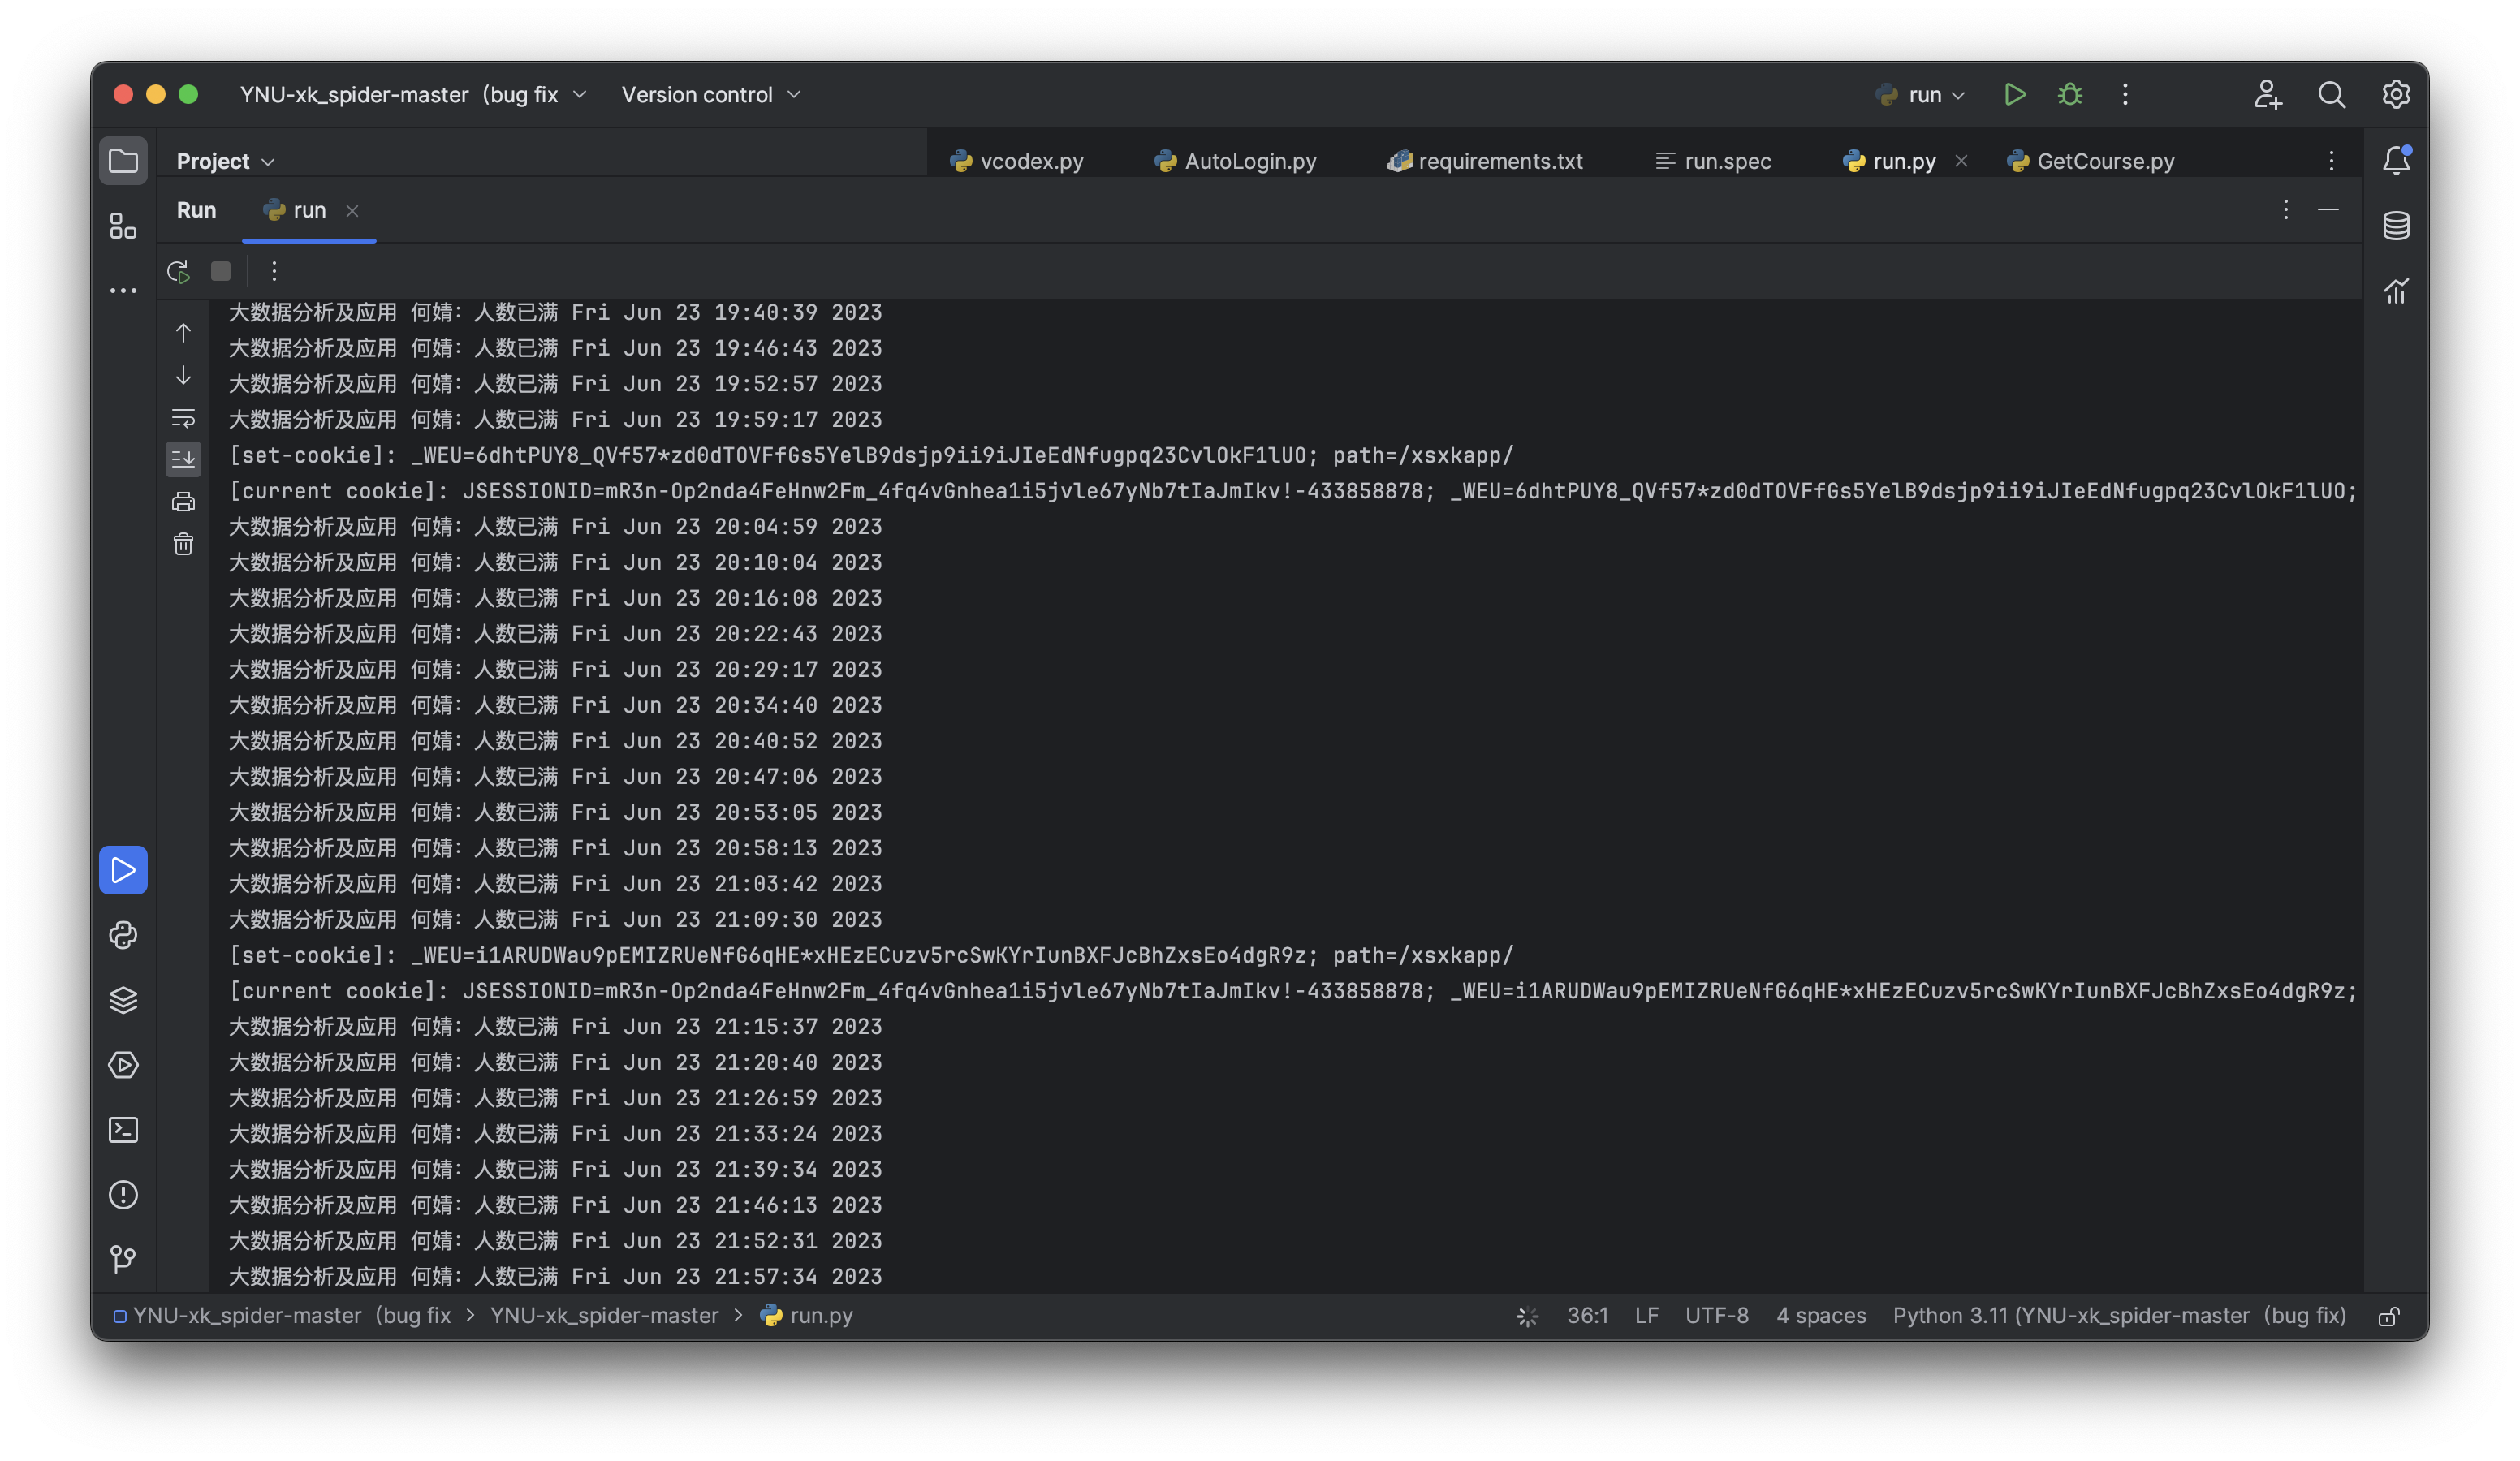 YNU-xk_spider-master (bug fix
Version control
run
Project
vcodex.py
AutoLogin.py
requirements.txt
run.spec
run.py
GetCourse.py
Run
run
大数据分析及应用 何婧：人数已满 Fri Jun 23 19:40:39 2023
大数据分析及应用 何婧：人数已满 Fri Jun 23 19:46:43 2023
大数据分析及应用 何婧：人数已满 Fri Jun 23 19:52:57 2023
大数据分析及应用 何婧：人数已满 Fri Jun 23 19:59:17 2023
[set-cookie]: _WEU=6dhtPUY8_QVf57*zd0dTOVFfGs5YelB9dsjp9ii9iJIeEdNfugpq23CvlOkF1lUO; path=/xsxkapp/
[current cookie]: JSESSIONID=mR3n-Op2nda4FeHnw2Fm_4fq4vGnhea1i5jvle67yNb7tIaJmIkv!-433858878; _WEU=6dhtPUY8_QVf57*zd0dTOVFfGs5YelB9dsjp9ii9iJIeEdNfugpq23CvlOkF1lUO;
大数据分析及应用 何婧：人数已满 Fri Jun 23 20:04:59 2023
大数据分析及应用 何婧：人数已满 Fri Jun 23 20:10:04 2023
大数据分析及应用 何婧：人数已满 Fri Jun 23 20:16:08 2023
大数据分析及应用 何婧：人数已满 Fri Jun 23 20:22:43 2023
大数据分析及应用 何婧：人数已满 Fri Jun 23 20:29:17 2023
大数据分析及应用 何婧：人数已满 Fri Jun 23 20:34:40 2023
大数据分析及应用 何婧：人数已满 Fri Jun 23 20:40:52 2023
大数据分析及应用 何婧：人数已满 Fri Jun 23 20:47:06 2023
大数据分析及应用 何婧：人数已满 Fri Jun 23 20:53:05 2023
大数据分析及应用 何婧：人数已满 Fri Jun 23 20:58:13 2023
大数据分析及应用 何婧：人数已满 Fri Jun 23 21:03:42 2023
大数据分析及应用 何婧：人数已满 Fri Jun 23 21:09:30 2023
[set-cookie]: _WEU=i1ARUDWau9pEMIZRUeNfG6qHE*xHEzECuzv5rcSwKYrIunBXFJcBhZxsEo4dgR9z; path=/xsxkapp/
[current cookie]: JSESSIONID=mR3n-Op2nda4FeHnw2Fm_4fq4vGnhea1i5jvle67yNb7tIaJmIkv!-433858878; _WEU=i1ARUDWau9pEMIZRUeNfG6qHE*xHEzECuzv5rcSwKYrIunBXFJcBhZxsEo4dgR9z;
大数据分析及应用 何婧：人数已满 Fri Jun 23 21:15:37 2023
大数据分析及应用 何婧：人数已满 Fri Jun 23 21:20:40 2023
大数据分析及应用 何婧：人数已满 Fri Jun 23 21:26:59 2023
大数据分析及应用 何婧：人数已满 Fri Jun 23 21:33:24 2023
大数据分析及应用 何婧：人数已满 Fri Jun 23 21:39:34 2023
大数据分析及应用 何婧：人数已满 Fri Jun 23 21:46:13 2023
大数据分析及应用 何婧：人数已满 Fri Jun 23 21:52:31 2023
大数据分析及应用 何婧：人数已满 Fri Jun 23 21:57:34 2023
YNU-xk_spider-master (bug fix > YNU-xk_spider-master > run.py
36:1 LF UTF-8 4 spaces Python 3.11 (YNU-xk_spider-master (bug fix)